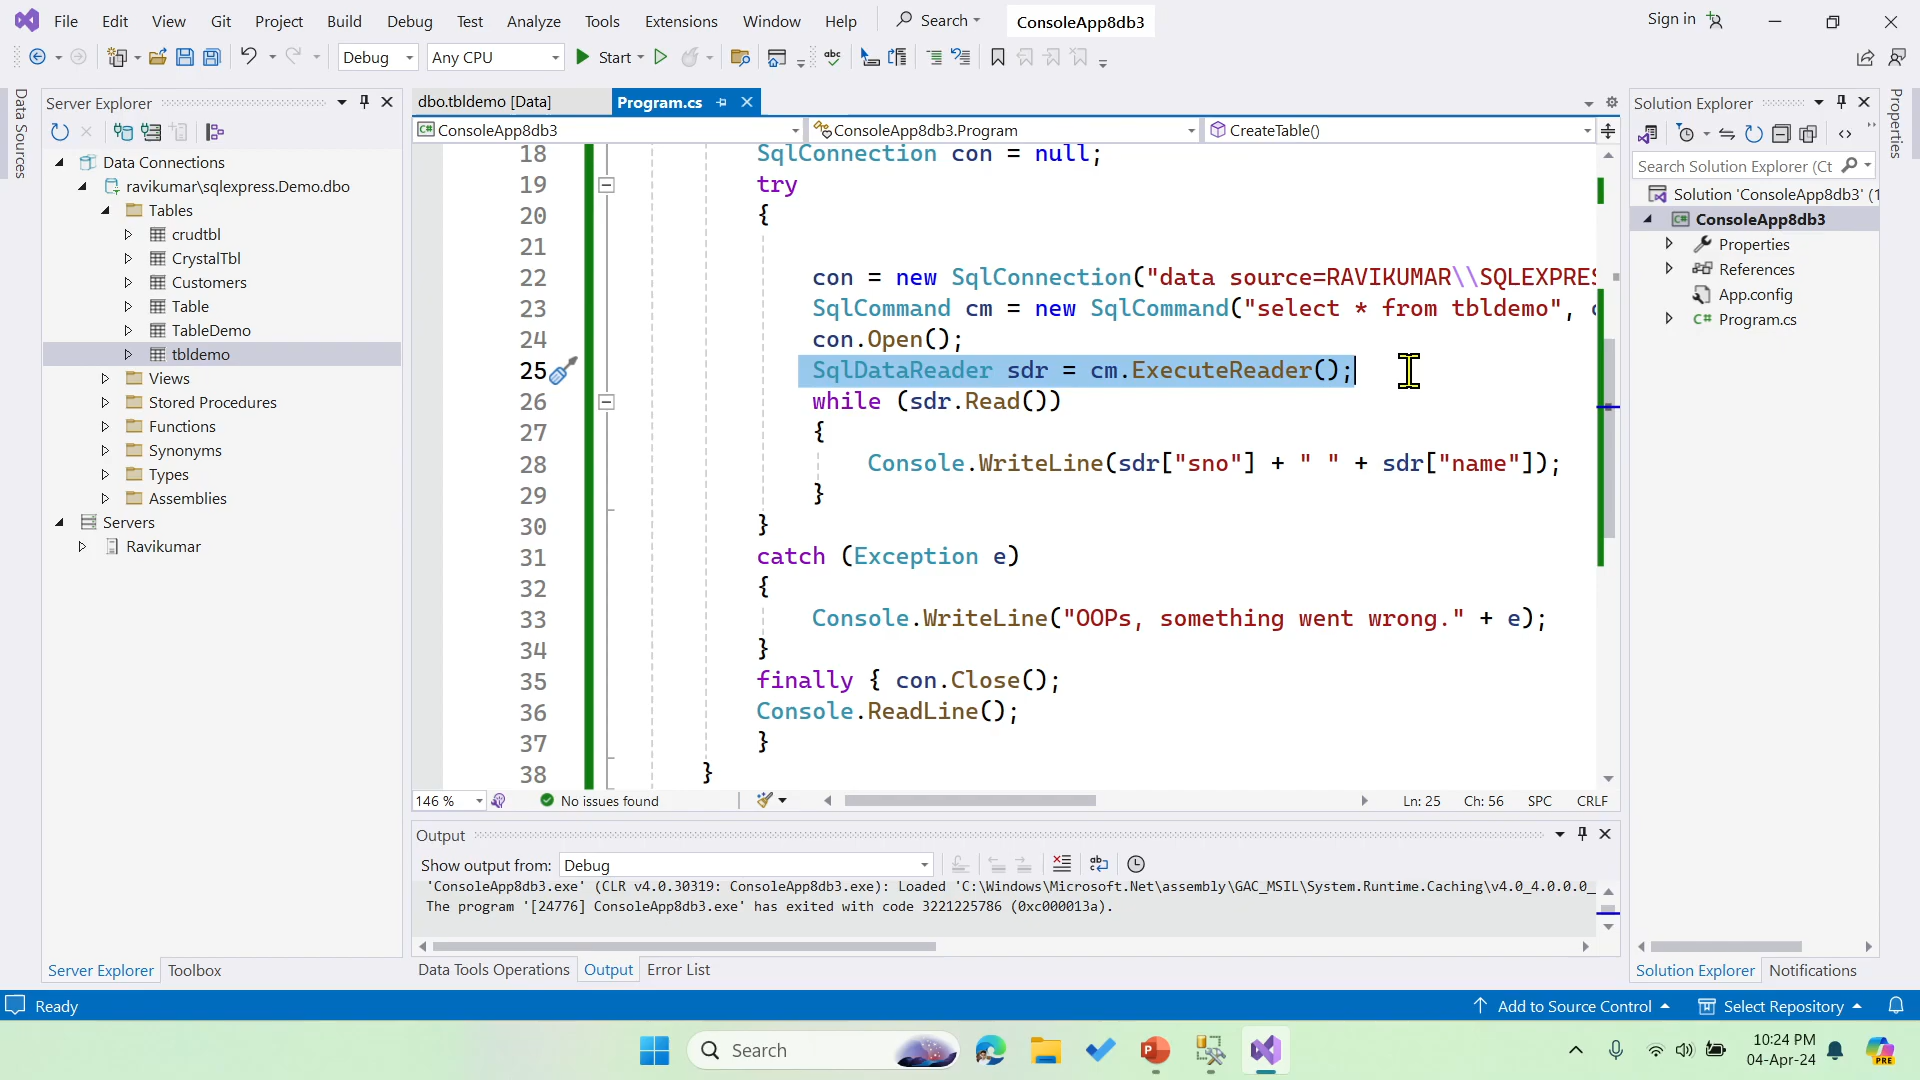 File Edit View Git Project Build Debug Test Analyze Tools Extensions Window Help Search ConsoleApp8db3 Sign in
Debug Any CPU Start
Data Sources
Server Explorer
Data Connections
ravikumar\sqlexpress.Demo.dbo
Tables
crudtbl
CrystalTbl
Customers
Table
TableDemo
tbldemo
Views
Stored Procedures
Functions
Synonyms
Types
Assemblies
Servers
Ravikumar
Server Explorer Toolbox
dbo.tbldemo [Data] Program.cs
ConsoleApp8db3 ConsoleApp8db3.Program CreateTable()
18 SqlConnection con = null;
19 try
20 {
21
22 con = new SqlConnection("data source=RAVIKUMAR\\SQLEXPRES
23 SqlCommand cm = new SqlCommand("select * from tbldemo",
24 con.Open();
25 SqlDataReader sdr = cm.ExecuteReader();
26 while (sdr.Read())
27 {
28 Console.WriteLine(sdr["sno"] + " " + sdr["name"]);
29 }
30 }
31 catch (Exception e)
32 {
33 Console.WriteLine("OOPs, something went wrong." + e);
34 }
35 finally { con.Close();
36 Console.ReadLine();
37 }
38 }
146 % No issues found Ln: 25 Ch: 56 SPC CRLF
Output
Show output from: Debug
'ConsoleApp8db3.exe' (CLR v4.0.30319: ConsoleApp8db3.exe): Loaded 'C:\Windows\Microsoft.Net\assembly\GAC_MSIL\System.Runtime.Caching\v4.0_4.0.0.0_
The program '[24776] ConsoleApp8db3.exe' has exited with code 3221225786 (0xc000013a).
Data Tools Operations Output Error List
Solution Explorer
Search Solution Explorer (Ct
Solution 'ConsoleApp8db3' (1
ConsoleApp8db3
Properties
References
App.config
C# Program.cs
Solution Explorer Notifications
Properties
Ready Add to Source Control Select Repository
Search
10:24 PM
04-Apr-24
PRE